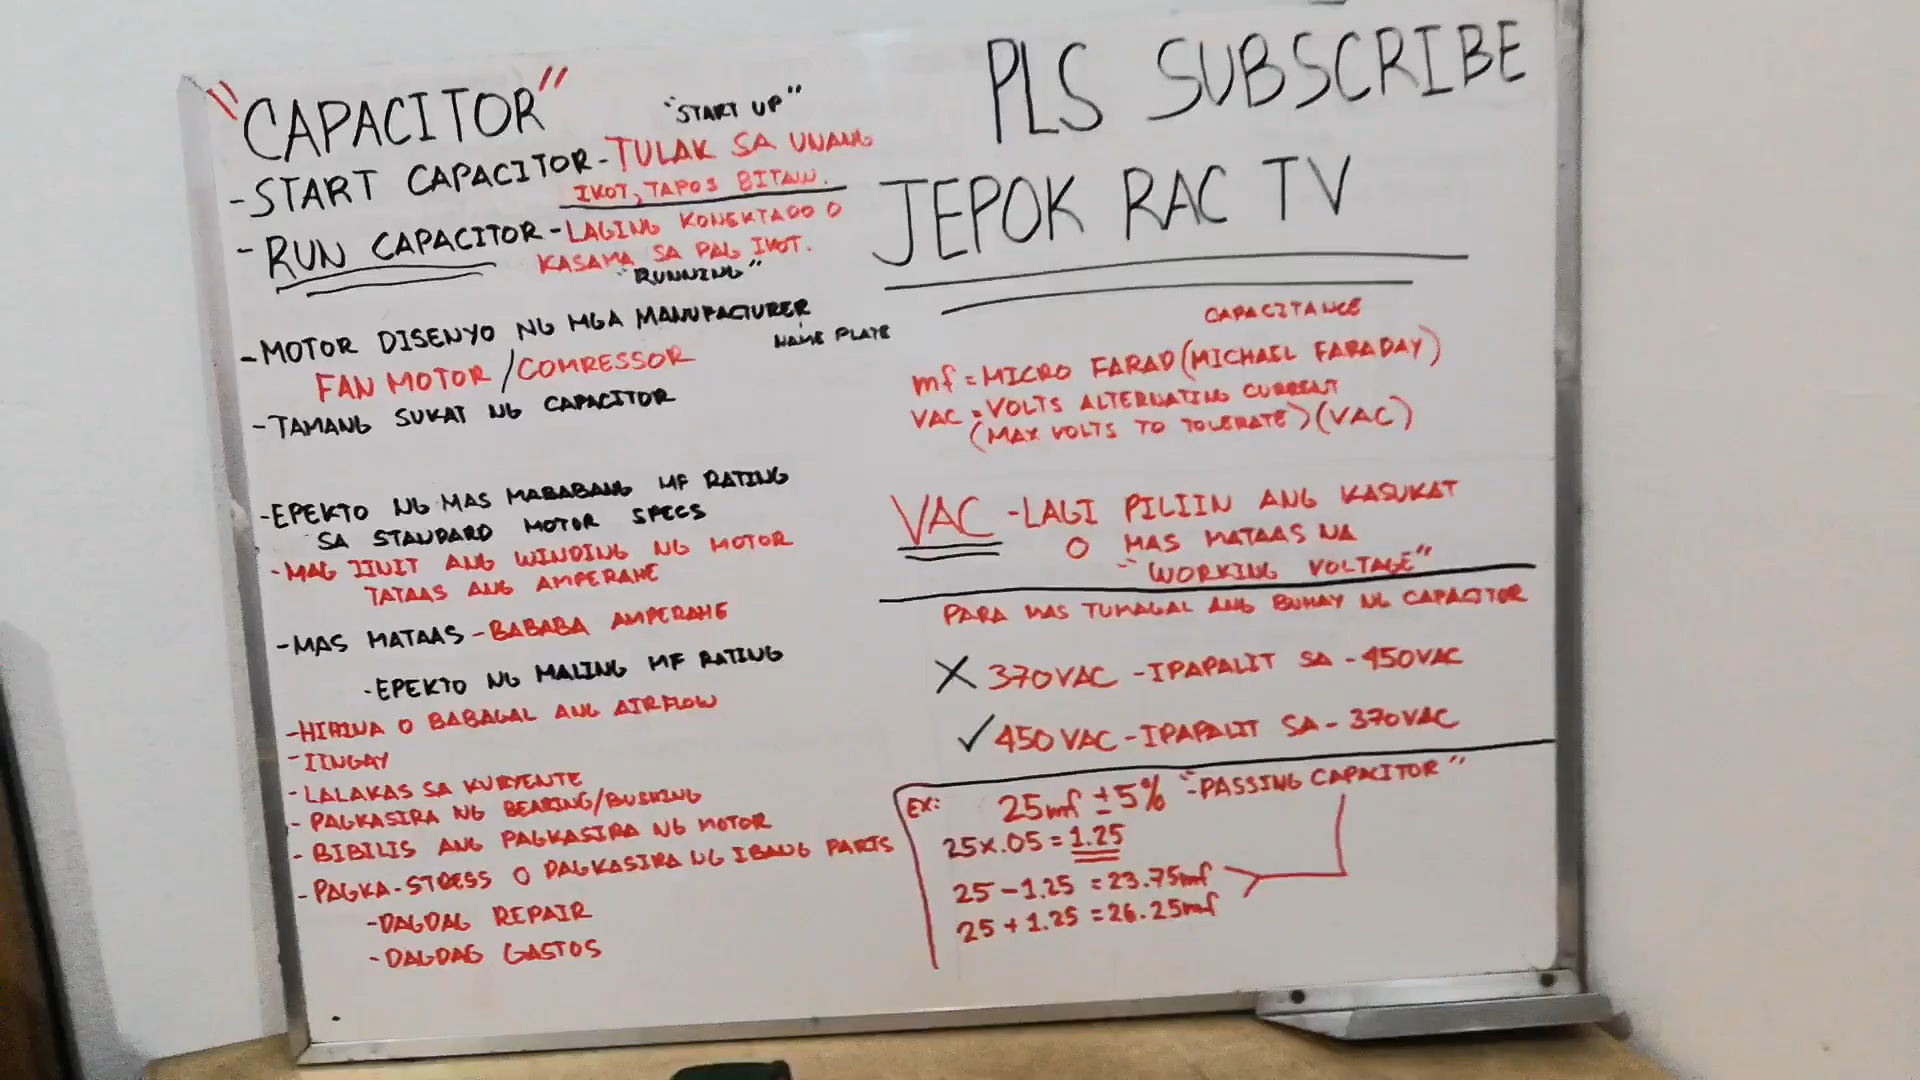 "CAPACITOR"
"START UP"
- START CAPACITOR - TULAK SA UNANG
IKOT, TAPOS BITAW.
- RUN CAPACITOR - LAGING KONEKTADO O
KASAMA SA PAG IKOT.
"RUNNING"
- MOTOR DISENYO NG MGA MANUFACTURER
NAME PLATE
FAN MOTOR / COMRESSOR
- TAMANG SUKAT NG CAPACITOR
- EPEKTO NG MAS MABABANG MF RATING
SA STANDARD MOTOR SPECS
- MAG IINIT ANG WINDING NG MOTOR
TATAAS ANG AMPERAHE
- MAS MATAAS - BABABA AMPERAHE
- EPEKTO NG MALING MF RATING
- HIHINA O BABAGAL ANG AIRFLOW
- IINGAY
- LALAKAS SA KURYENTE
- PAGKASIRA NG BEARING/BUSHING
- BIBILIS ANG PAGKASIRA NG MOTOR
- PAGKA-STRESS O PAGKASIRA NG IBANG PARTS
- DAGDAG REPAIR
- DAGDAG GASTOS
PLS SUBSCRIBE
JEPOK RAC TV
CAPACITANCE
mf = MICRO FARAD (MICHAEL FARADAY)
VAC = VOLTS ALTERNATING CURRENT
(MAX VOLTS TO TOLERATE) (VAC)
VAC - LAGI PILIIN ANG KASUKAT
O MAS MATAAS NA
"WORKING VOLTAGE"
PARA MAS TUMAGAL ANG BUHAY NG CAPACITOR
X 370VAC - IPAPALIT SA - 450VAC
✓ 450VAC - IPAPALIT SA - 370VAC
EX: 25mf ±5% "-PASSING CAPACITOR"
25x.05 = 1.25
25 - 1.25 = 23.75mf
25 + 1.25 = 26.25mf